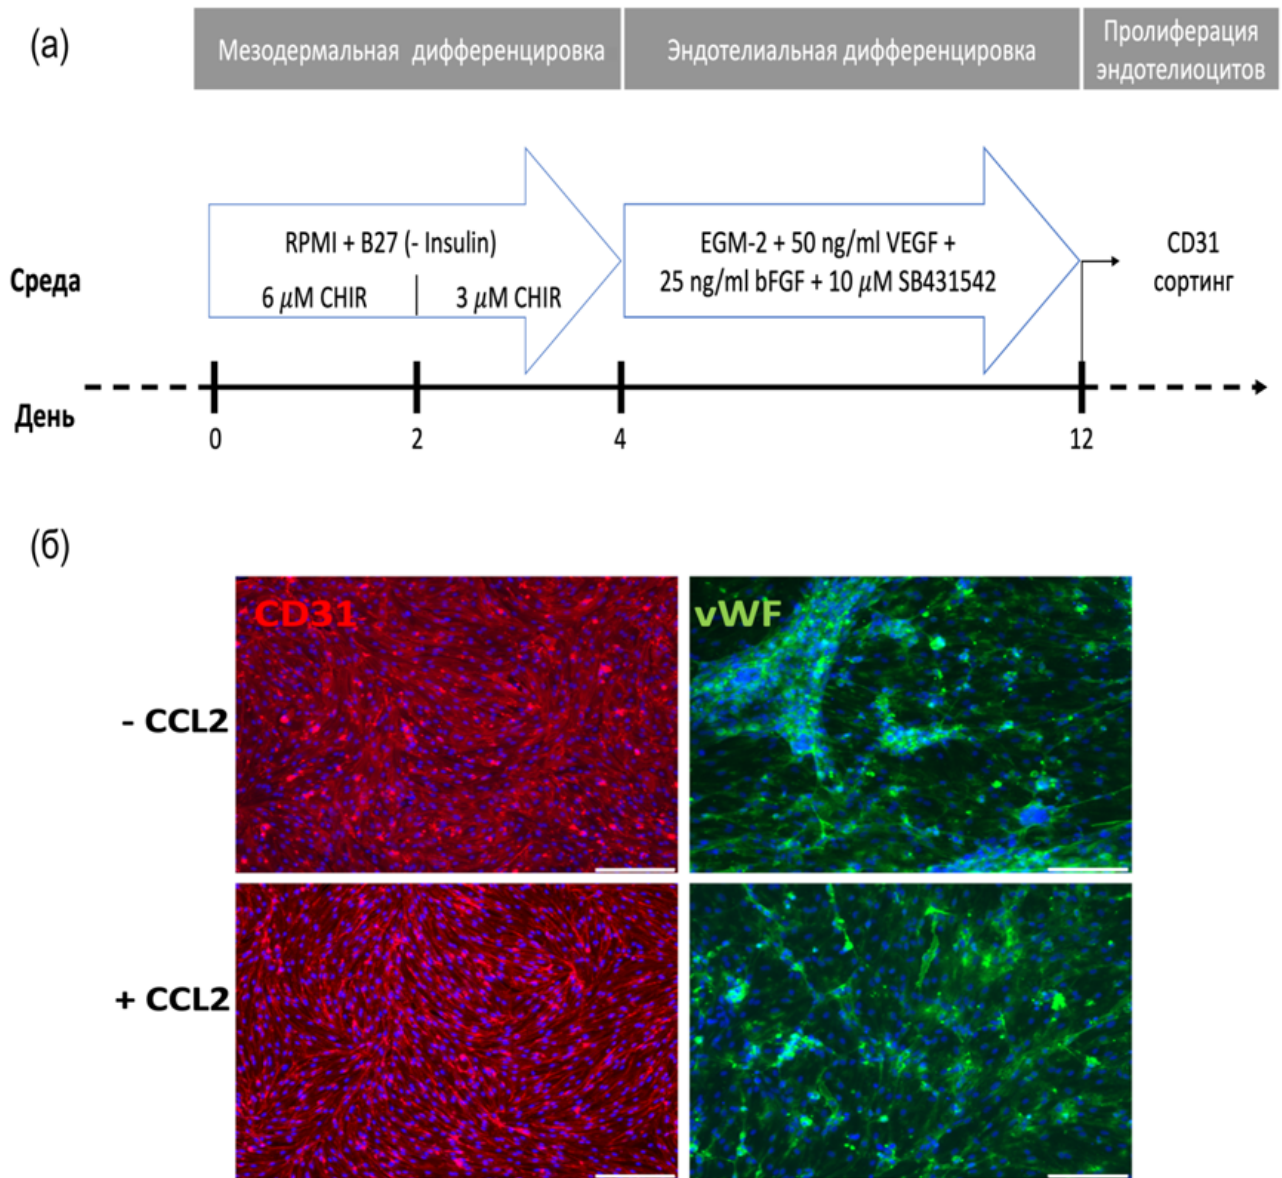 (а)
Мезодермальная дифференцировка
Эндотелиальная дифференцировка
Пролиферация
эндотелиоцитов
Среда
RPMI + B27 (- Insulin)
6 μM CHIR | 3 μM CHIR
EGM-2 + 50 ng/ml VEGF +
25 ng/ml bFGF + 10 μM SB431542
CD31
сортинг
День
0 2 4 12
(б)
CD31 vWF
- CCL2
+ CCL2